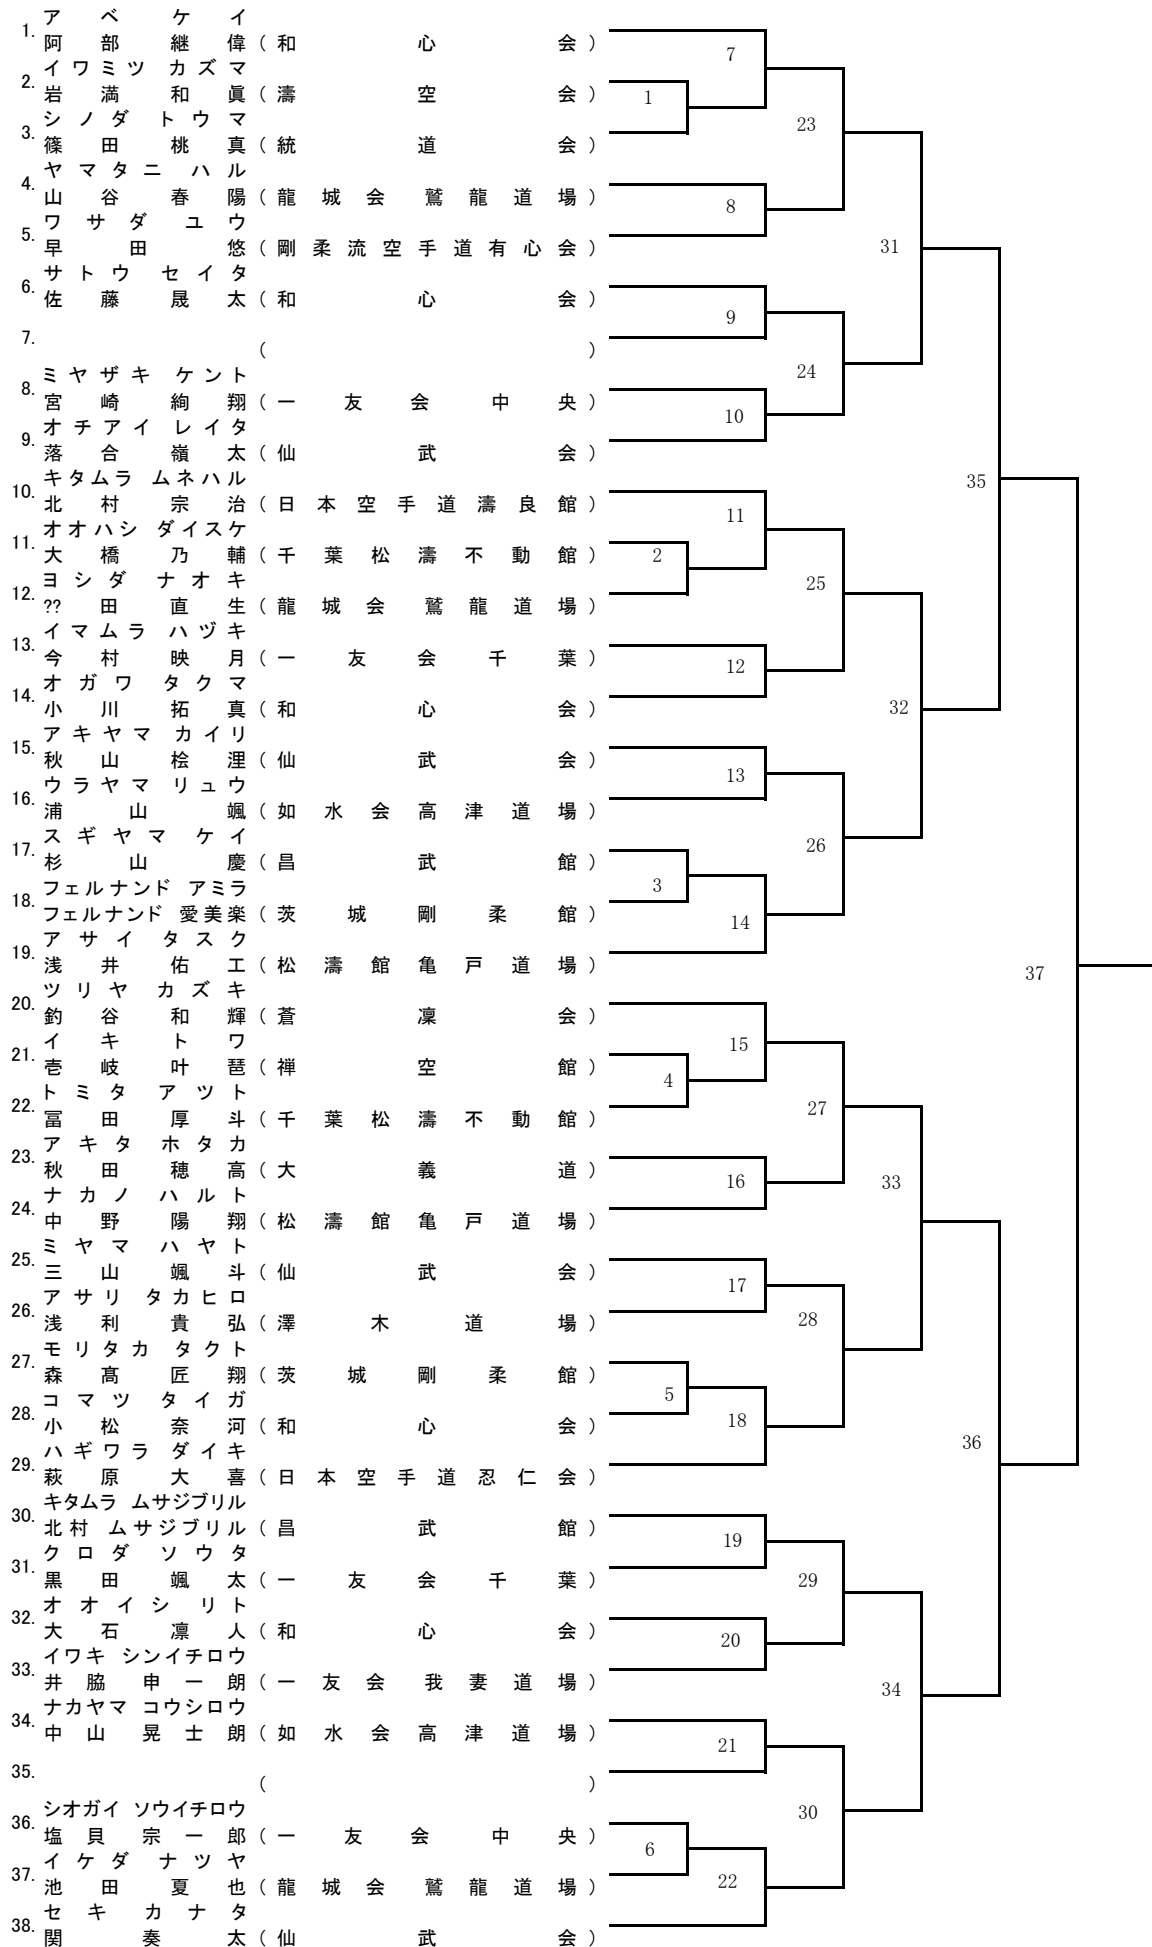 アベ ケイ
1. 阿部継偉(和心会)
イワミツ カズマ
2. 岩満和眞(濤空会)
シノダ トウマ
3. 篠田桃真(統道会)
ヤマタニ ハル
4. 山谷春陽(龍城会 鷲龍道場)
ワサダ ユウ
5. 早田悠(剛柔流空手道有心会)
サトウ セイタ
6. 佐藤晟太(和心会)
7. ( )
ミヤザキ ケント
8. 宮崎絢翔(一友会中央)
オチアイ レイタ
9. 落合嶺太(仙武会)
キタムラ ムネハル
10. 北村宗治(日本空手道濤良館)
オオハシ ダイスケ
11. 大橋乃輔(千葉松濤不動館)
ヨシダ ナオキ
12. ??田直生(龍城会 鷲龍道場)
イマムラ ハヅキ
13. 今村映月(一友会千葉)
オガワ タクマ
14. 小川拓真(和心会)
アキヤマ カイリ
15. 秋山桧浬(仙武会)
ウラヤマ リュウ
16. 浦山颯(如水会高津道場)
スギヤマ ケイ
17. 杉山慶(昌武館)
フェルナンド アミラ
18. フェルナンド 愛美楽(茨城剛柔館)
アサイ タスク
19. 浅井佑工(松濤館亀戸道場)
ツリヤ カズキ
20. 釣谷和輝(蒼凜会)
イキ トワ
21. 壱岐叶琶(禅空館)
トミタ アツト
22. 冨田厚斗(千葉松濤不動館)
アキタ ホタカ
23. 秋田穂高(大義道)
ナカノ ハルト
24. 中野陽翔(松濤館亀戸道場)
ミヤマ ハヤト
25. 三山颯斗(仙武会)
アサリ タカヒロ
26. 浅利貴弘(澤木道場)
モリタカ タクト
27. 森髙匠翔(茨城剛柔館)
コマツ タイガ
28. 小松奈河(和心会)
ハギワラ ダイキ
29. 萩原大喜(日本空手道忍仁会)
キタムラ ムサジブリル
30. 北村 ムサジブリル(昌武館)
クロダ ソウタ
31. 黒田颯太(一友会千葉)
オオイシ リト
32. 大石凛人(和心会)
イワキ シンイチロウ
33. 井脇申一朗(一友会 我妻道場)
ナカヤマ コウシロウ
34. 中山晃士朗(如水会高津道場)
35. ( )
シオガイ ソウイチロウ
36. 塩貝宗一郎(一友会中央)
イケダ ナツヤ
37. 池田夏也(龍城会 鷲龍道場)
セキ カナタ
38. 関奏太(仙武会)
1
2
3
4
5
6
7
8
9
10
11
12
13
14
15
16
17
18
19
20
21
22
23
24
25
26
27
28
29
30
31
32
33
34
35
36
37